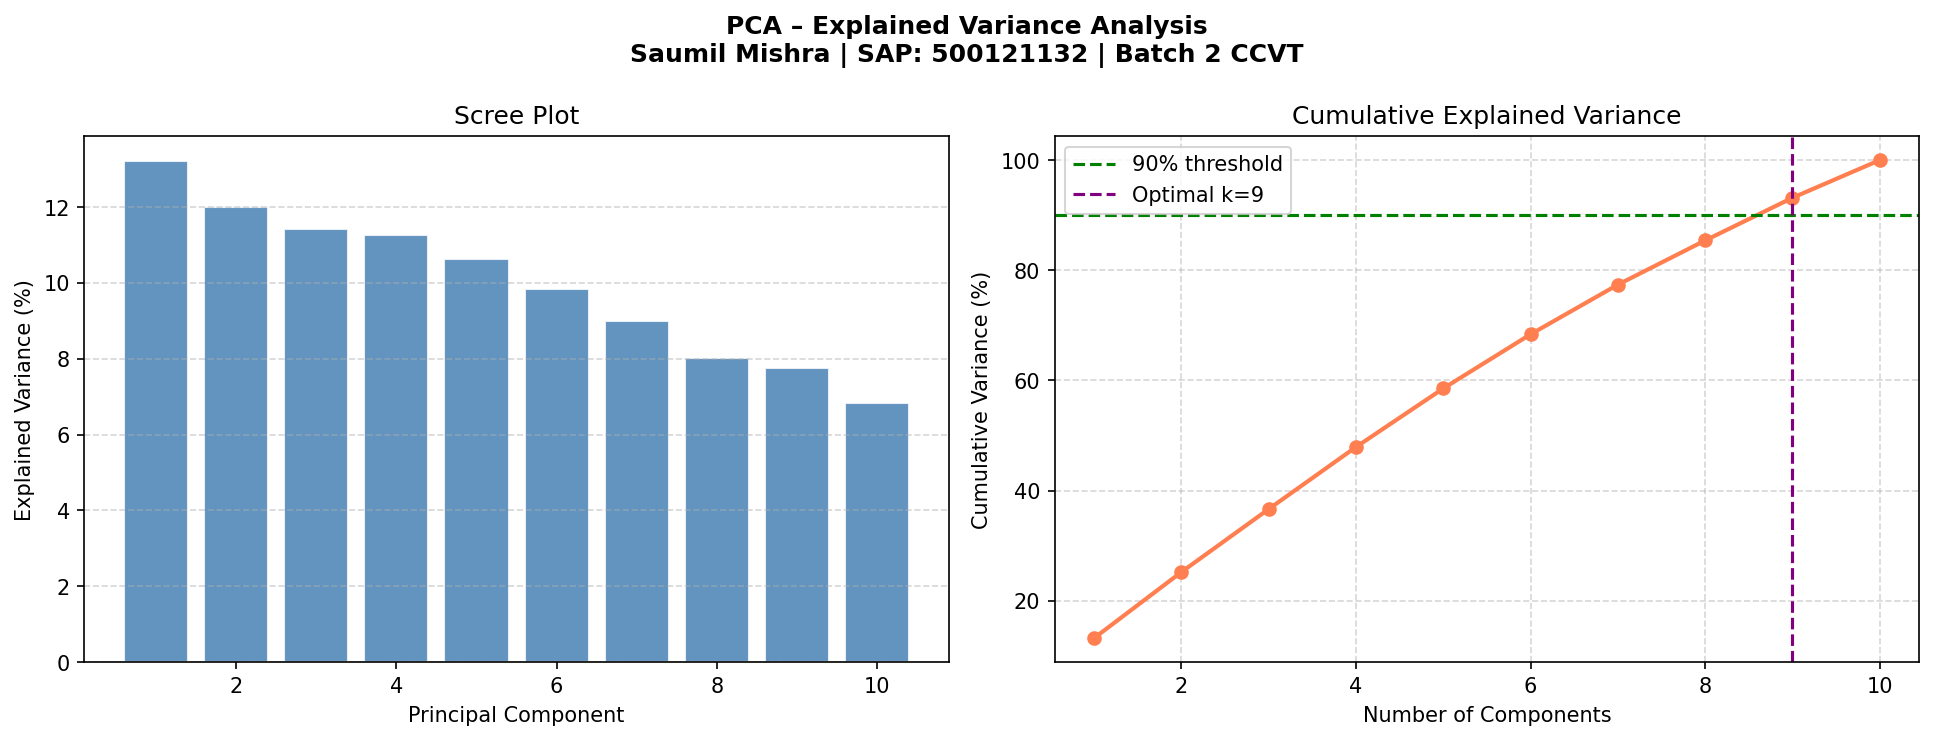 PCA – Explained Variance Analysis
Saumil Mishra | SAP: 500121132 | Batch 2 CCVT
Scree Plot
Explained Variance (%)
12
10
8
6
4
2
0
2 4 6 8 10
Principal Component
Cumulative Explained Variance
90% threshold
Optimal k=9
Cumulative Variance (%)
100
80
60
40
20
2 4 6 8 10
Number of Components